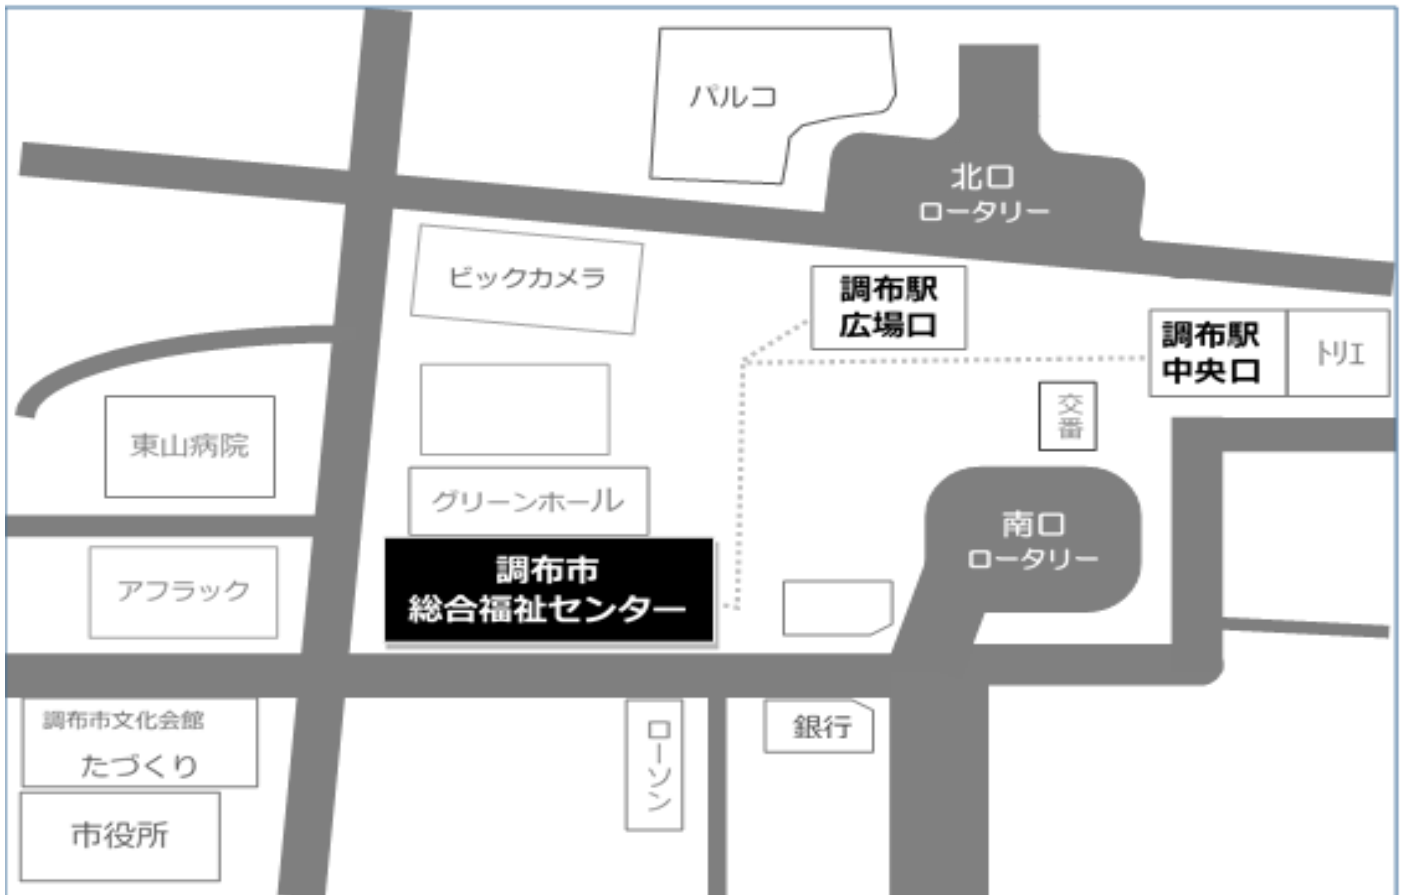 パルコ
北口
ロータリー
ビックカメラ
調布駅
広場口
調布駅
中央口
トリエ
交番
東山病院
グリーンホール
南口
ロータリー
アフラック
調布市
総合福祉センター
調布市文化会館
たづくり
ローソン
銀行
市役所